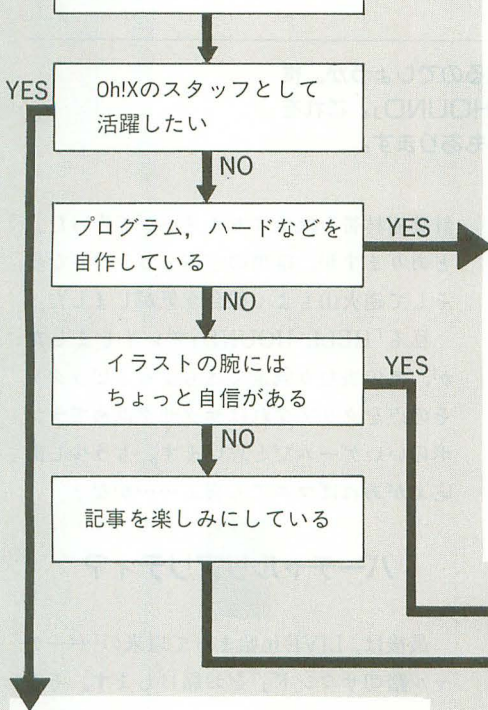 YES
Oh!Xのスタッフとして
活躍したい
NO
プログラム，ハードなどを
自作している
YES
NO
イラストの腕には
ちょっと自信がある
YES
NO
記事を楽しみにしている